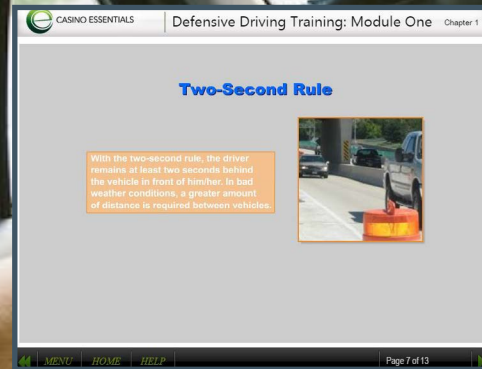 CASINO ESSENTIALS
Defensive Driving Training: Module One Chapter 1
Two-Second Rule
With the two-second rule, the driver
remains at least two seconds behind
the vehicle in front of him/her. In bad
weather conditions, a greater amount
of distance is required between vehicles.
MENU HOME HELP Page 7 of 13